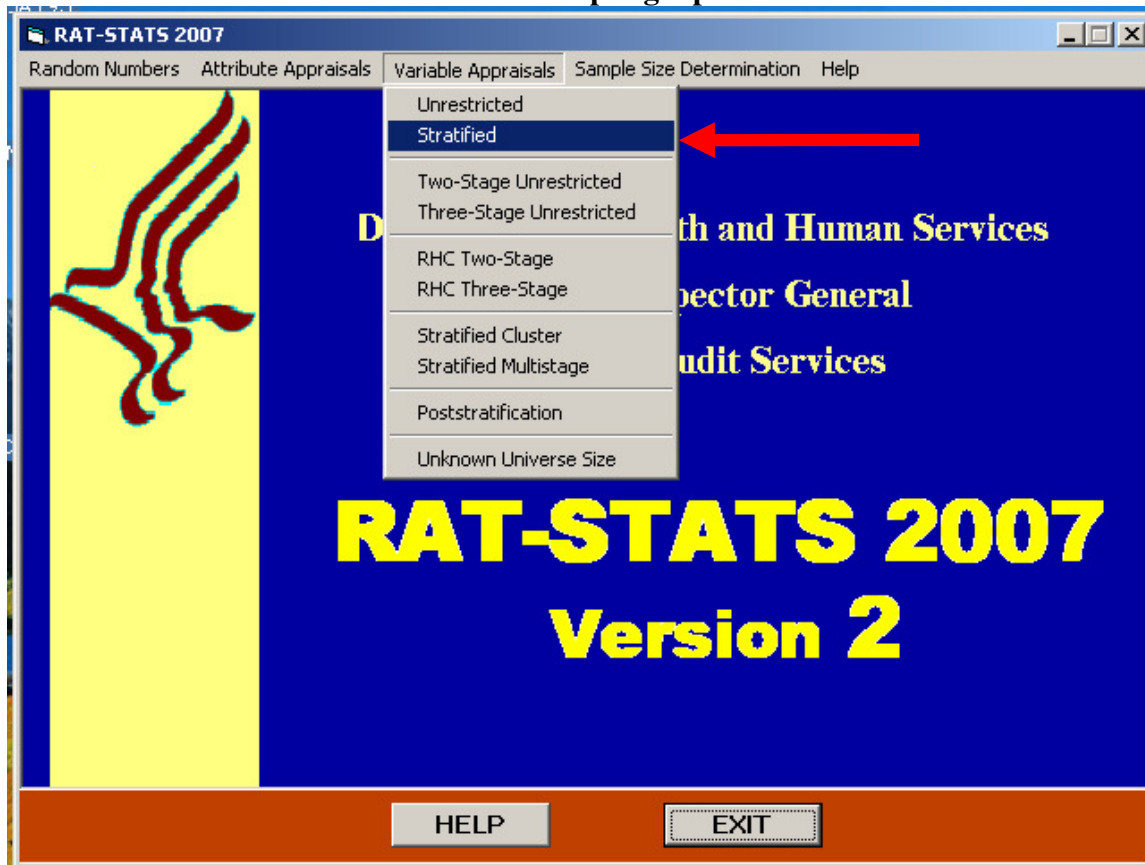 RAT-STATS 2007
Random Numbers Attribute Appraisals Variable Appraisals Sample Size Determination Help
Unrestricted
Stratified
Two-Stage Unrestricted
Three-Stage Unrestricted
RHC Two-Stage
RHC Three-Stage
Stratified Cluster
Stratified Multistage
Poststratification
Unknown Universe Size
D th and Human Services
pector General
udit Services
RAT-STATS 2007
Version 2
HELP EXIT